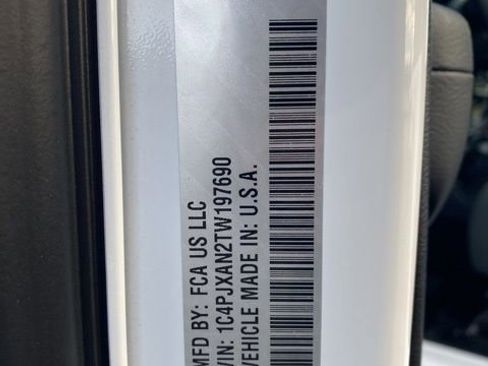 MFD BY: FCA US LLC
VIN: 1C4PJXAN2TW197690
VEHICLE MADE IN: U.S.A.